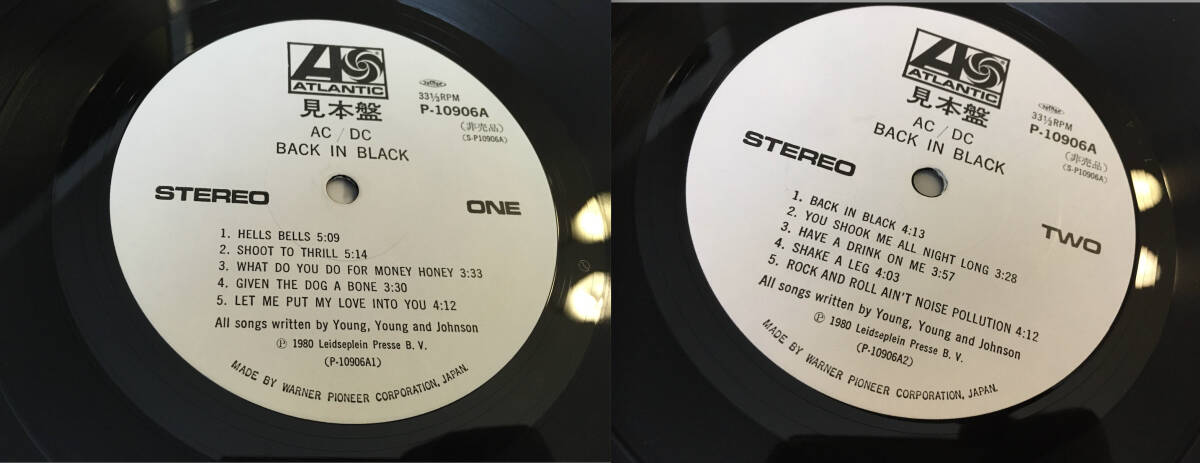 ATLANTIC
見本盤
33⅓RPM
P-10906A
(非売品)
(S-P10906A)
AC/DC
BACK IN BLACK
STEREO
ONE
1. HELLS BELLS 5:09
2. SHOOT TO THRILL 5:14
3. WHAT DO YOU DO FOR MONEY HONEY 3:33
4. GIVEN THE DOG A BONE 3:30
5. LET ME PUT MY LOVE INTO YOU 4:12
All songs written by Young, Young and Johnson
℗ 1980 Leidseplein Presse B. V.
(P-10906A1)
MADE BY WARNER PIONEER CORPORATION, JAPAN.
ATLANTIC
見本盤
33⅓RPM
P-10906A
(非売品)
(S-P10906A)
AC/DC
BACK IN BLACK
STEREO
TWO
1. BACK IN BLACK 4:13
2. YOU SHOOK ME ALL NIGHT LONG 3:28
3. HAVE A DRINK ON ME 3:57
4. SHAKE A LEG 4:03
5. ROCK AND ROLL AIN'T NOISE POLLUTION 4:12
All songs written by Young, Young and Johnson
℗ 1980 Leidseplein Presse B. V.
(P-10906A2)
MADE BY WARNER PIONEER CORPORATION, JAPAN.